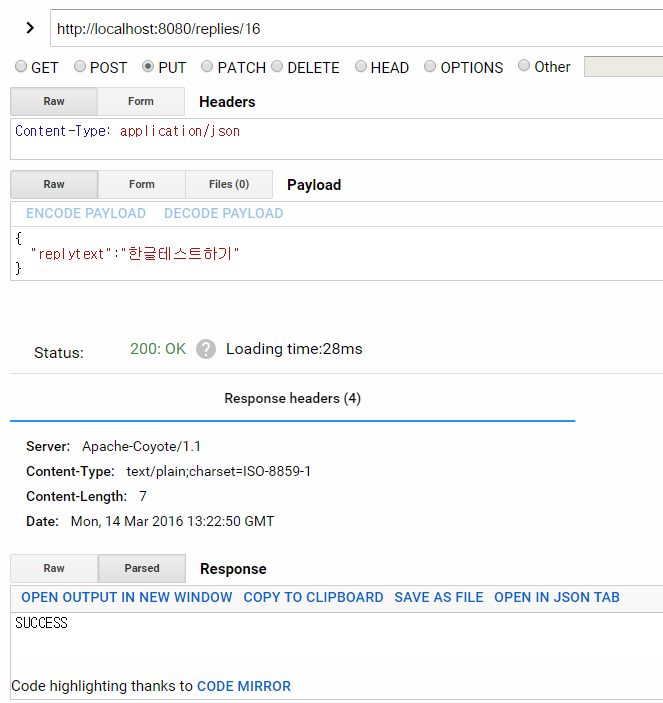 http://localhost:8080/replies/16
GET POST PUT PATCH DELETE HEAD OPTIONS Other
Raw Form Headers
Content-Type: application/json
Raw Form Files (0) Payload
ENCODE PAYLOAD DECODE PAYLOAD
{
"replytext":"한글테스트하기"
}
Status: 200: OK ? Loading time:28ms
Response headers (4)
Server: Apache-Coyote/1.1
Content-Type: text/plain;charset=ISO-8859-1
Content-Length: 7
Date: Mon, 14 Mar 2016 13:22:50 GMT
Raw Parsed Response
OPEN OUTPUT IN NEW WINDOW COPY TO CLIPBOARD SAVE AS FILE OPEN IN JSON TAB
SUCCESS
Code highlighting thanks to CODE MIRROR